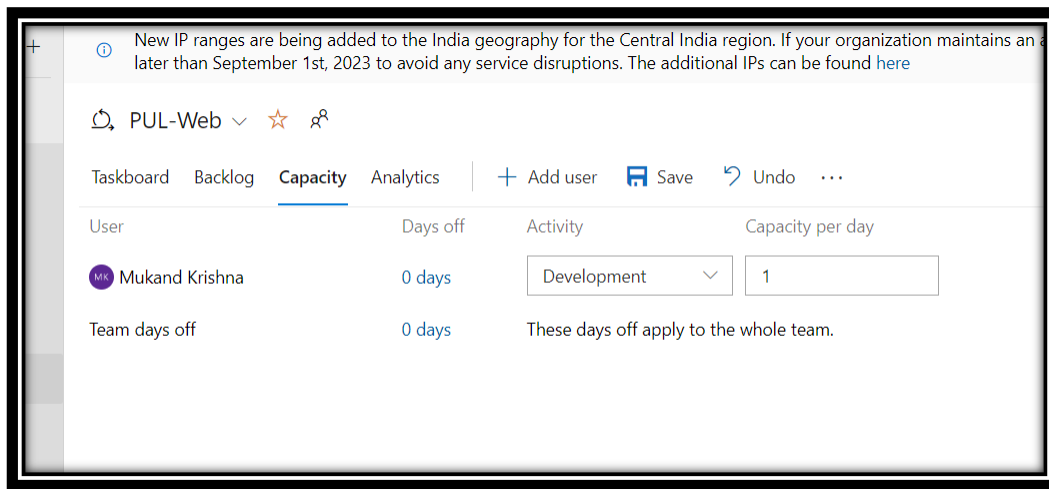 +
New IP ranges are being added to the India geography for the Central India region. If your organization maintains an a
later than September 1st, 2023 to avoid any service disruptions. The additional IPs can be found here
PUL-Web
Taskboard Backlog Capacity Analytics + Add user Save Undo ...
User Days off Activity Capacity per day
MK Mukand Krishna 0 days Development 1
Team days off 0 days These days off apply to the whole team.